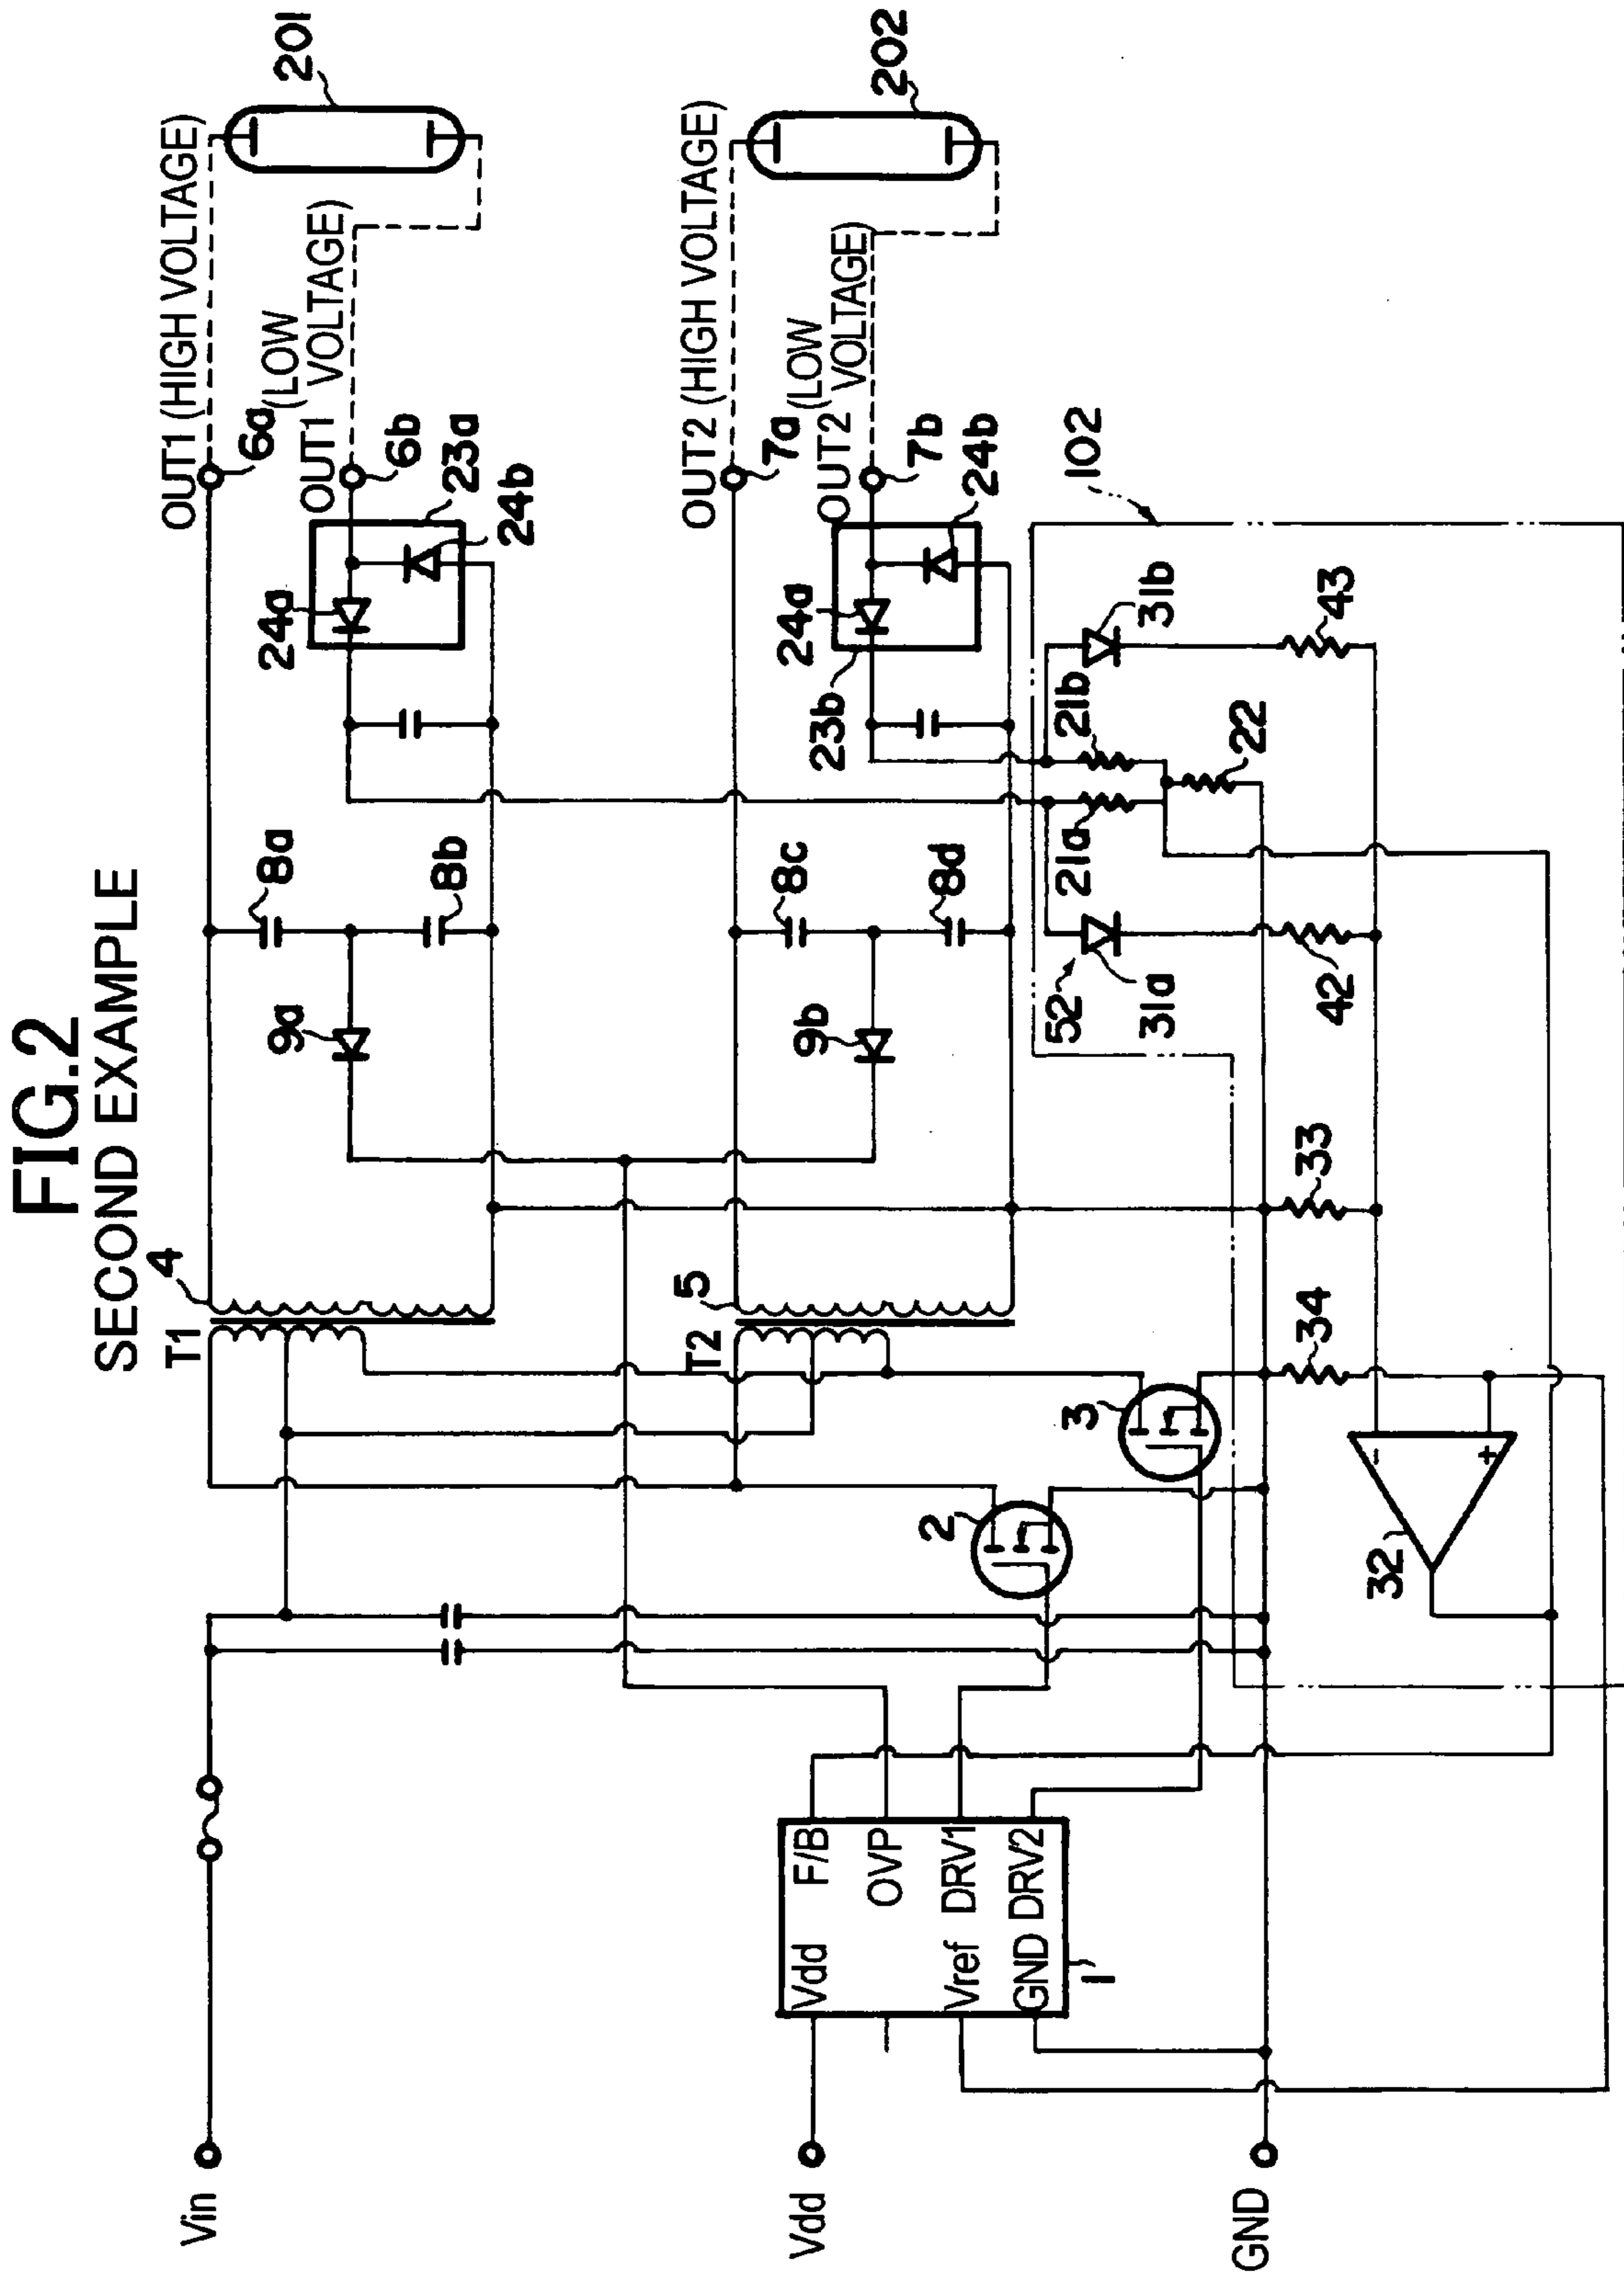 FIG.2
SECOND EXAMPLE
Vin
T1
4
9a
8a
8b
24a
24b
23a
OUT1 (HIGH VOLTAGE)
6a
OUT1
(LOW
VOLTAGE)
6b
201
T2
5
9b
8c
8d
23b
24a
24b
OUT2 (HIGH VOLTAGE)
7a
OUT2
(LOW
VOLTAGE)
7b
202
2
3
Vdd
Vdd
F/B
OVP
Vref
DRV1
GND
DRV2
1
52
31a
21a
21b
22
31b
102
GND
34
33
42
43
32
-
+